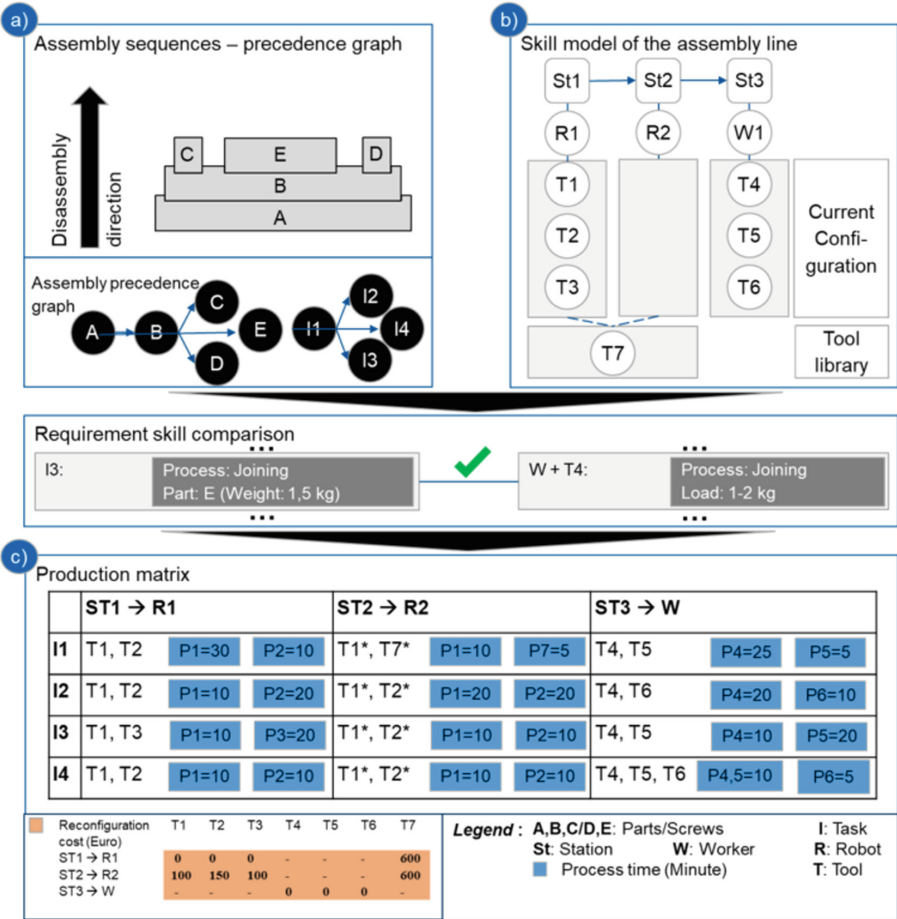 a)
Assembly sequences – precedence graph
Disassembly
direction
C
E
D
B
A
Assembly precedence
graph
A
B
C
D
E
I1
I2
I3
I4
b)
Skill model of the assembly line
St1
St2
St3
R1
R2
W1
T1
T2
T3
T4
T5
T6
T7
Current
Confi-
guration
Tool
library
Requirement skill comparison
...
I3:
Process: Joining
Part: E (Weight: 1,5 kg)
...
...
W + T4:
Process: Joining
Load: 1-2 kg
...
c)
Production matrix
ST1 → R1 ST2 → R2 ST3 → W
I1 T1, T2 P1=30 P2=10 T1*, T7* P1=10 P7=5 T4, T5 P4=25 P5=5
I2 T1, T2 P1=10 P2=20 T1*, T2* P1=20 P2=20 T4, T6 P4=20 P6=10
I3 T1, T3 P1=10 P3=20 T1*, T2* P1=10 P2=10 T4, T5 P4=10 P5=20
I4 T1, T2 P1=10 P2=10 T1*, T2* P1=10 P2=10 T4, T5, T6 P4,5=10 P6=5
Reconfiguration T1 T2 T3 T4 T5 T6 T7
cost (Euro)
ST1 → R1 0 0 0 - - - 600
ST2 → R2 100 150 100 - - - 600
ST3 → W - - - 0 0 0 -
Legend : A,B,C/D,E: Parts/Screws I: Task
St: Station W: Worker R: Robot
Process time (Minute) T: Tool